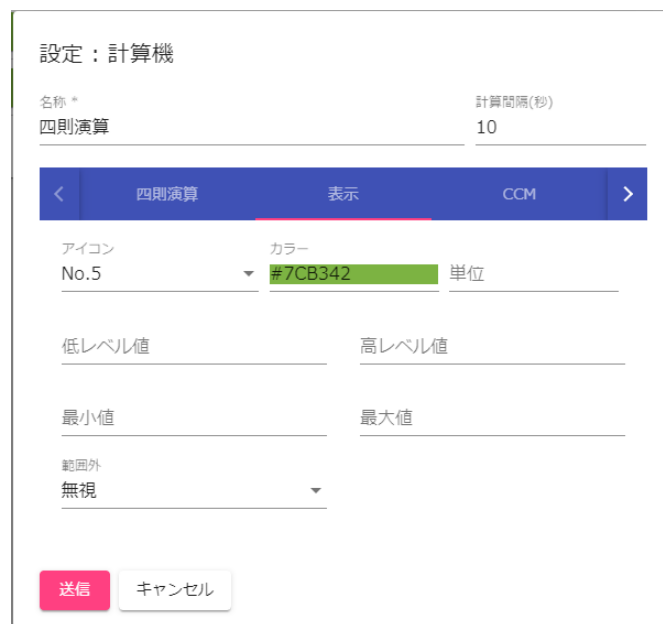 設定：計算機
名称 * 計算間隔(秒)
四則演算 10
四則演算 表示 CCM
アイコン カラー
No.5 #7CB342 単位
低レベル値 高レベル値
最小値 最大値
範囲外
無視
送信 キャンセル